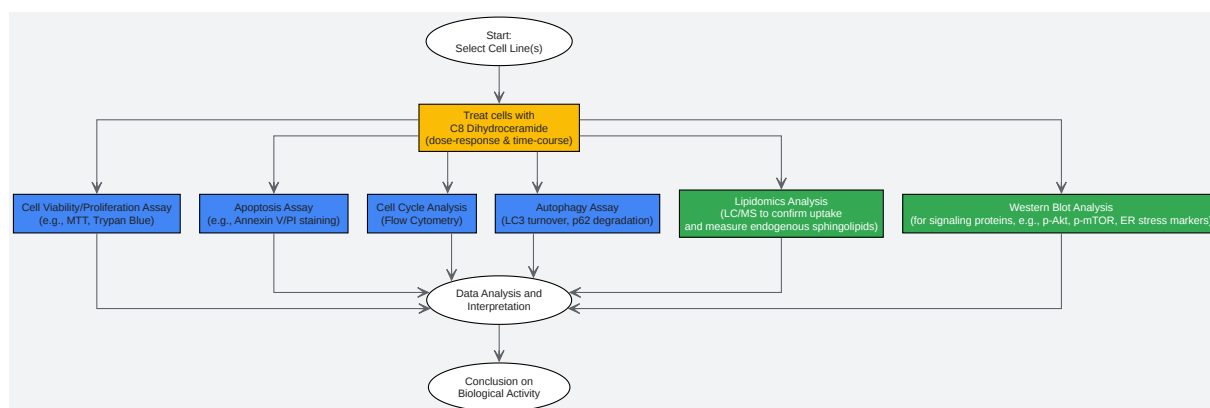 Start:
Select Cell Line(s)
Treat cells with
C8 Dihydroceramide
(dose-response & time-course)
Cell Viability/Proliferation Assay
(e.g., MTT, Trypan Blue)
Apoptosis Assay
(e.g., Annexin V/PI staining)
Cell Cycle Analysis
(Flow Cytometry)
Autophagy Assay
(LC3 turnover, p62 degradation)
Lipidomics Analysis
(LC/MS to confirm uptake
and measure endogenous sphingolipids)
Western Blot Analysis
(for signaling proteins, e.g., p-Akt, p-mTOR, ER stress markers)
Data Analysis and
Interpretation
Conclusion on
Biological Activity